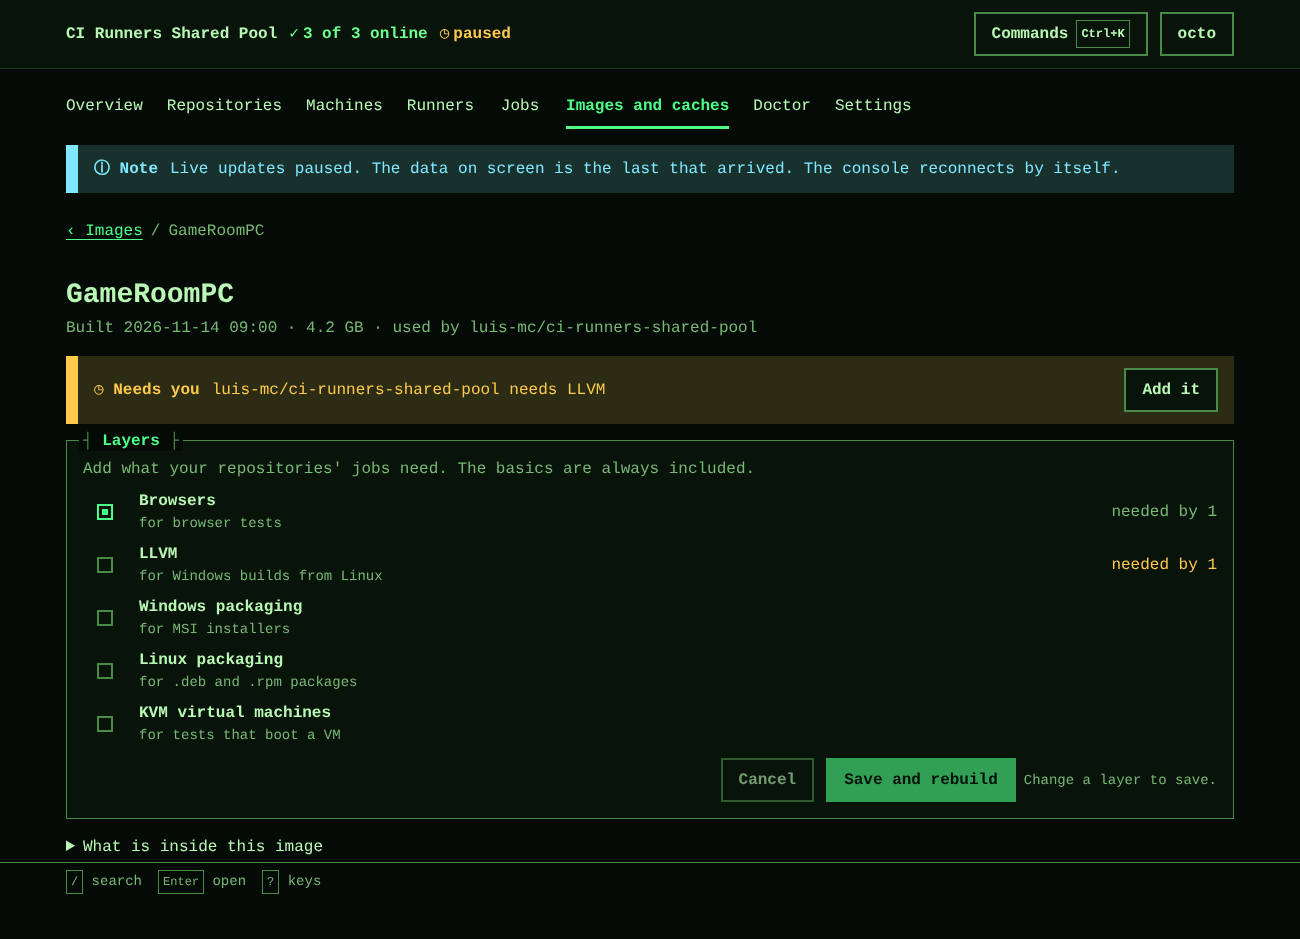 CI Runners Shared Pool ✓ 3 of 3 online ◷ paused
Commands Ctrl+K
octo
Overview Repositories Machines Runners Jobs Images and caches Doctor Settings
ⓘ Note Live updates paused. The data on screen is the last that arrived. The console reconnects by itself.
‹ Images / GameRoomPC
GameRoomPC
Built 2026-11-14 09:00 · 4.2 GB · used by luis-mc/ci-runners-shared-pool
◷ Needs you luis-mc/ci-runners-shared-pool needs LLVM
Add it
┤ Layers ├
Add what your repositories' jobs need. The basics are always included.
Browsers
for browser tests
needed by 1
LLVM
for Windows builds from Linux
needed by 1
Windows packaging
for MSI installers
Linux packaging
for .deb and .rpm packages
KVM virtual machines
for tests that boot a VM
Cancel Save and rebuild Change a layer to save.
▶ What is inside this image
/ search Enter open ? keys